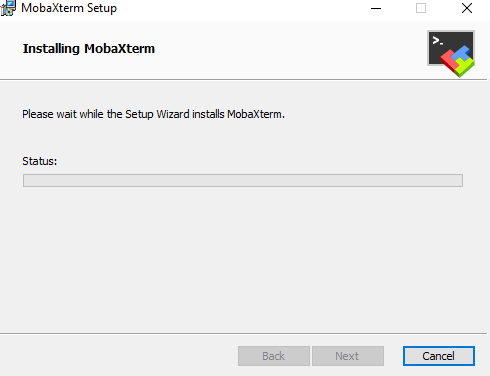 MobaXterm Setup
Installing MobaXterm
>.
Please wait while the Setup Wizard installs MobaXterm.
Status:
Back
Next
Cancel